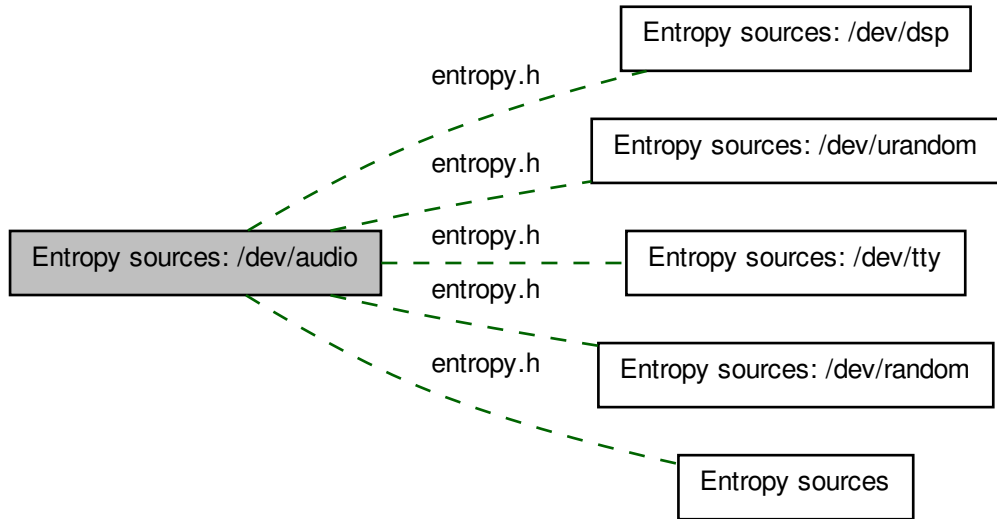 Entropy sources: /dev/dsp
entropy.h
Entropy sources: /dev/urandom
entropy.h
Entropy sources: /dev/audio
entropy.h
Entropy sources: /dev/tty
entropy.h
Entropy sources: /dev/random
entropy.h
Entropy sources